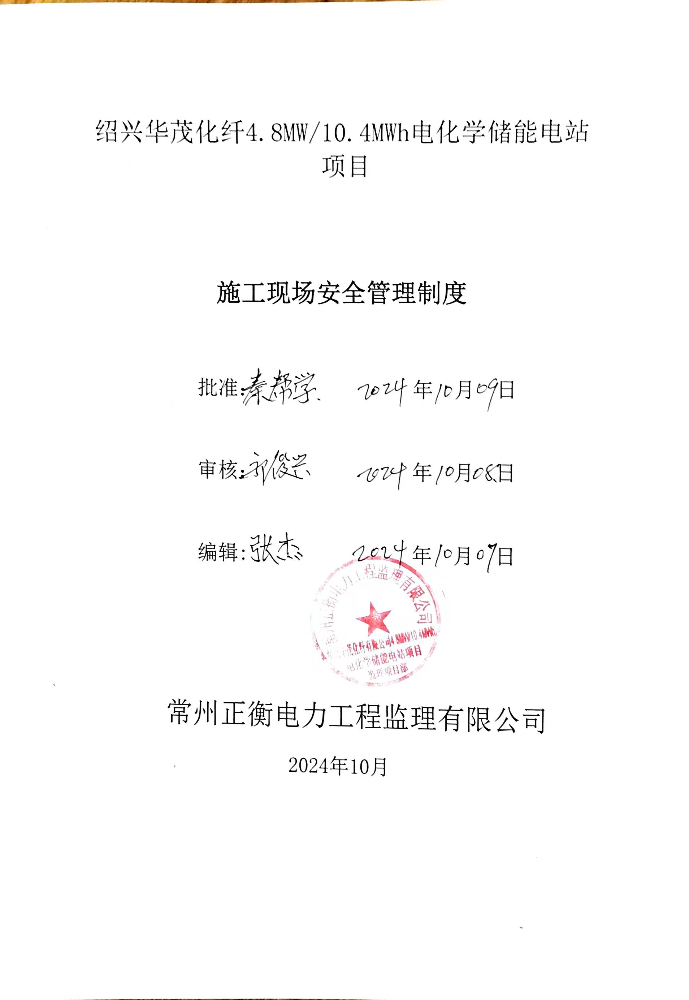 绍兴华茂化纤4.8MW/10.4MWh电化学储能电站
项目
施工现场安全管理制度
批准:秦帮学 2024年10月09日
审核:郭俊兴 2024年10月08日
编辑:张杰 2024年10月07日
常州正衡电力工程监理有限公司
茂化纤有限公司4.8MW/10.4MWh
电化学储能电站项目
监理项目部
常州正衡电力工程监理有限公司
2024年10月